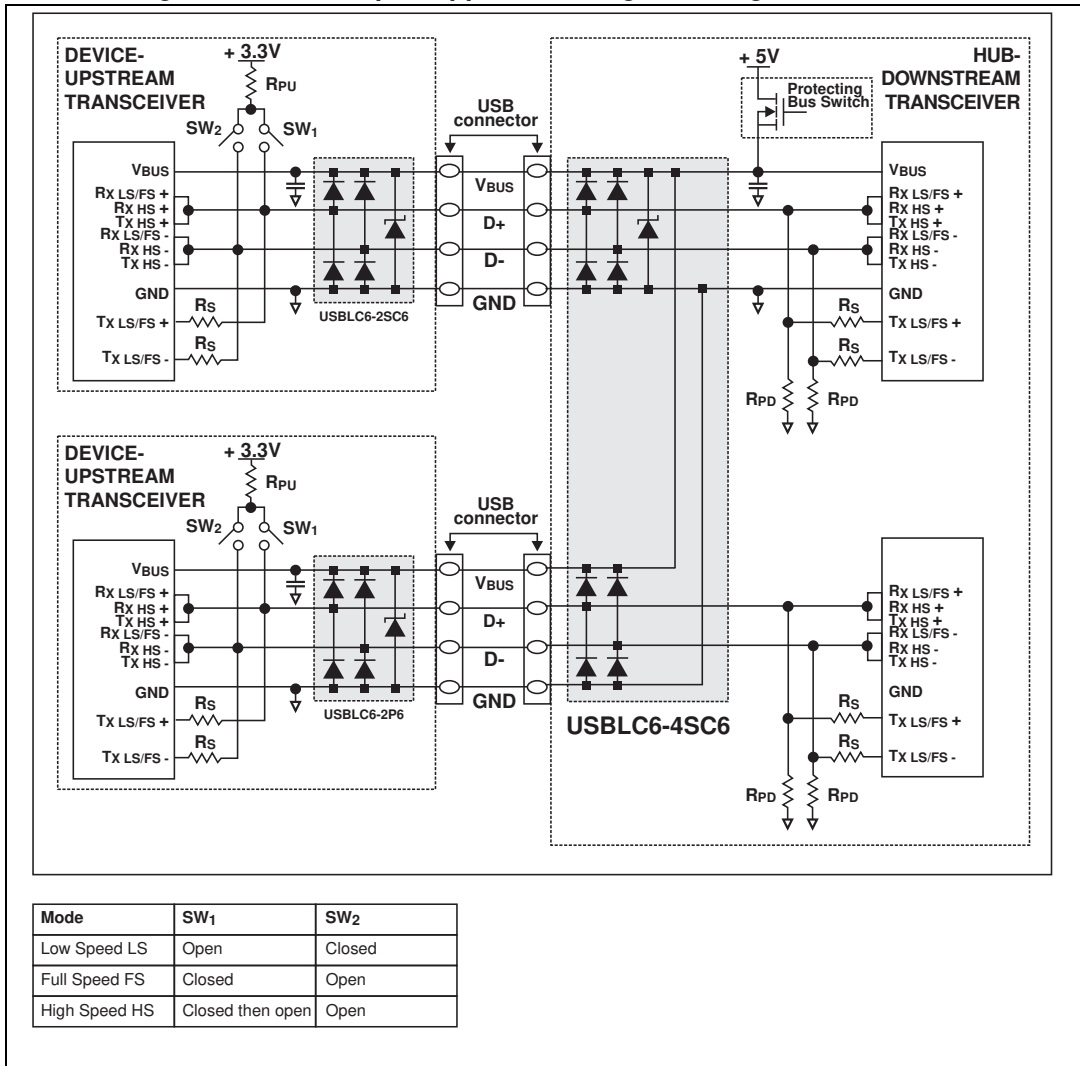 DEVICE-
UPSTREAM
TRANSCEIVER
+ 3.3V
RPU
SW2
SW1
VBUS
RX LS/FS +
RX HS +
TX HS +
RX LS/FS -
RX HS -
TX HS -
GND
TX LS/FS +
TX LS/FS -
RS
RS
USBLC6-2SC6
USB
connector
VBUS
D+
D-
GND
+ 5V
Protecting
Bus Switch
HUB-
DOWNSTREAM
TRANSCEIVER
VBUS
RX LS/FS +
RX HS +
TX HS +
RX LS/FS -
RX HS -
TX HS -
GND
TX LS/FS +
TX LS/FS -
RS
RS
RPD
RPD
DEVICE-
UPSTREAM
TRANSCEIVER
+ 3.3V
RPU
SW2
SW1
VBUS
RX LS/FS +
RX HS +
TX HS +
RX LS/FS -
RX HS -
TX HS -
GND
TX LS/FS +
TX LS/FS -
RS
RS
USBLC6-2P6
USB
connector
VBUS
D+
D-
GND
USBLC6-4SC6
RX LS/FS +
RX HS +
TX HS +
RX LS/FS -
RX HS -
TX HS -
GND
TX LS/FS +
TX LS/FS -
RS
RS
RPD
RPD
Mode SW1 SW2
Low Speed LS Open Closed
Full Speed FS Closed Open
High Speed HS Closed then open Open